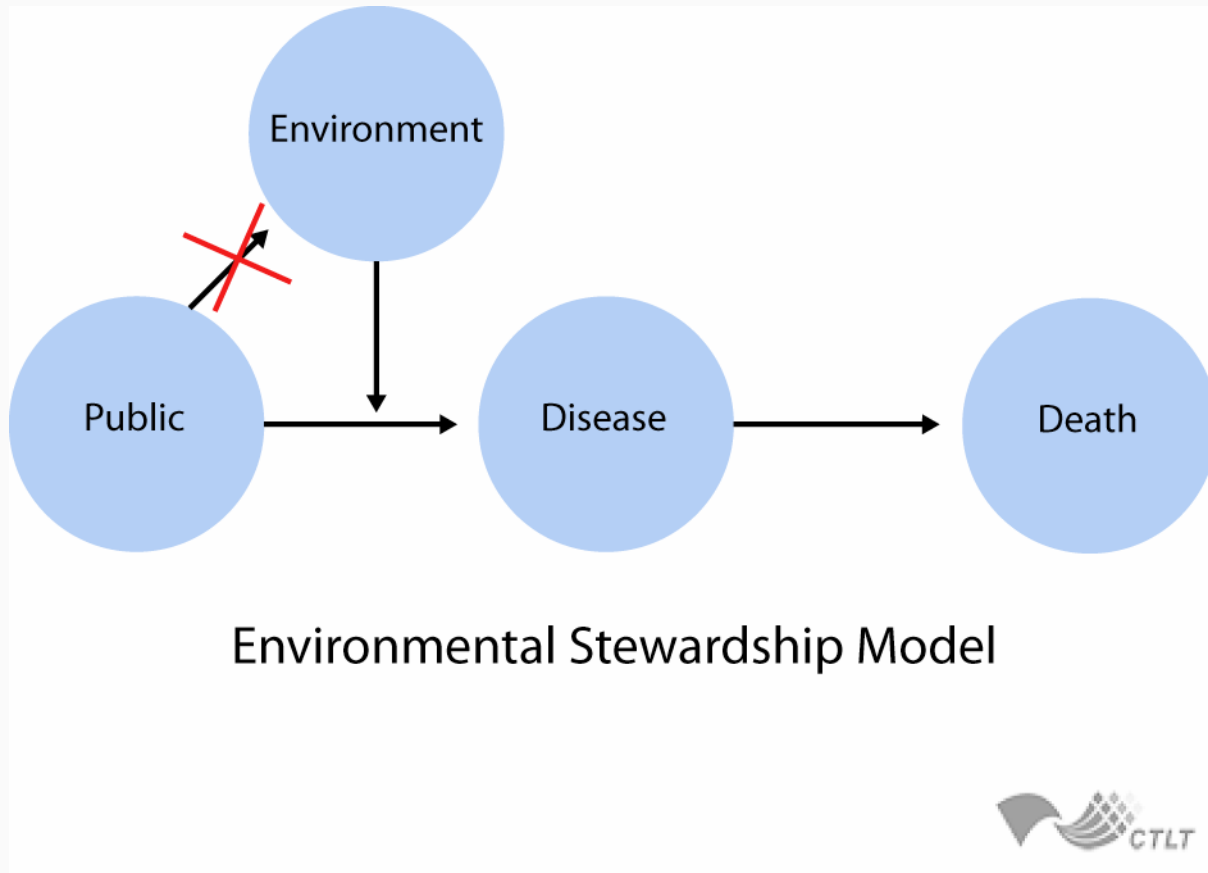 Environment
Public
Disease
Death
Environmental Stewardship Model
CTLT